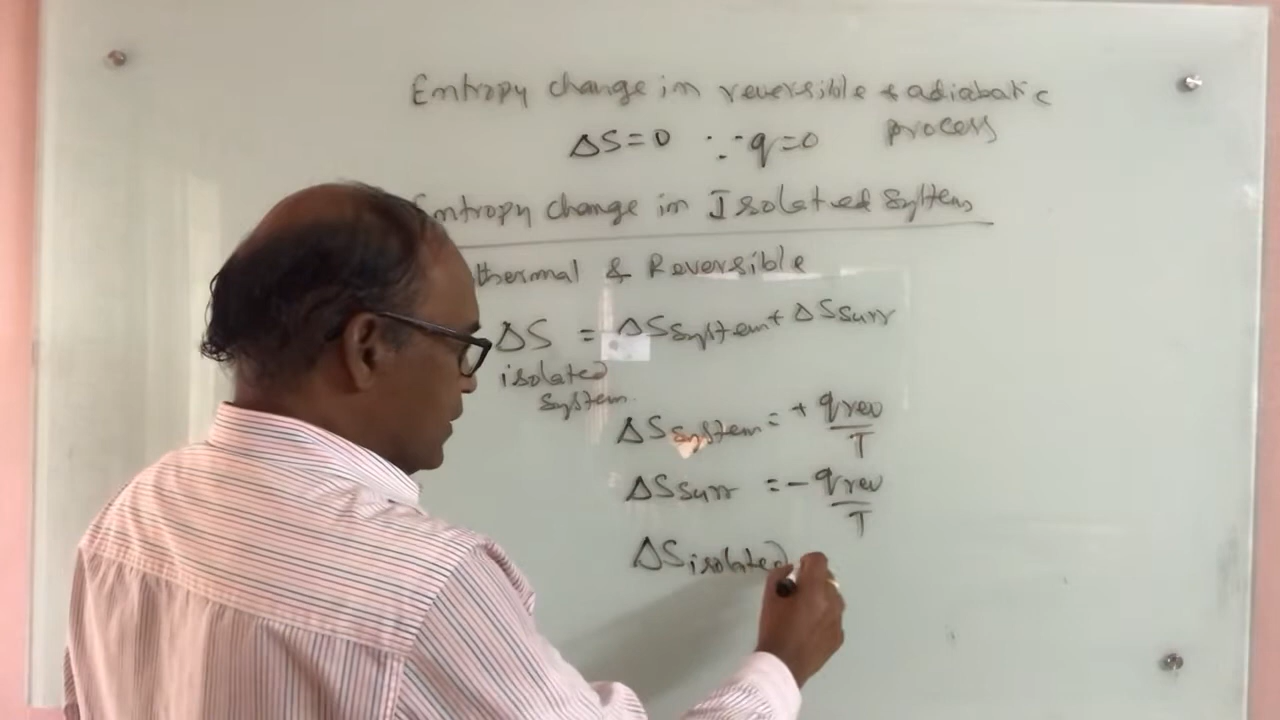 Entropy change in reversible & adiabatic
process
ΔS=0 ∵ q=0
Entropy change in Isolated System
thermal & Reversible
ΔS = ΔSsystem + ΔSsurr
isolated
system
ΔSsystem = + qrev/T
ΔSsurr = - qrev/T
ΔSisolated